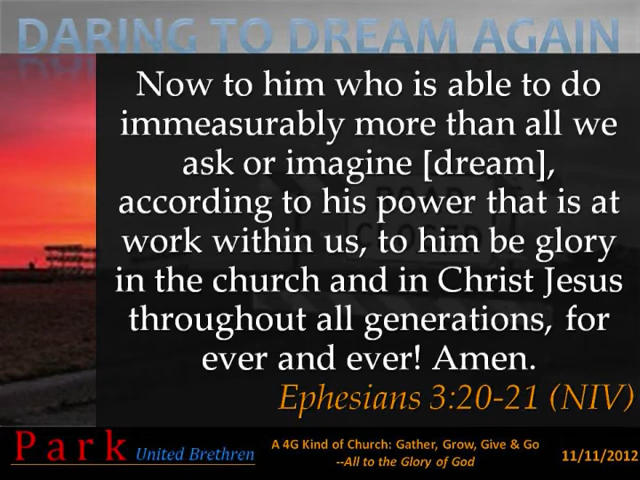 DARING TO DREAM AGAIN
Now to him who is able to do
immeasurably more than all we
ask or imagine [dream],
according to his power that is at
work within us, to him be glory
in the church and in Christ Jesus
throughout all generations, for
ever and ever! Amen.
Ephesians 3:20-21 (NIV)
ROAD
CLOSED
Park United Brethren
A 4G Kind of Church: Gather, Grow, Give & Go
--All to the Glory of God
11/11/2012